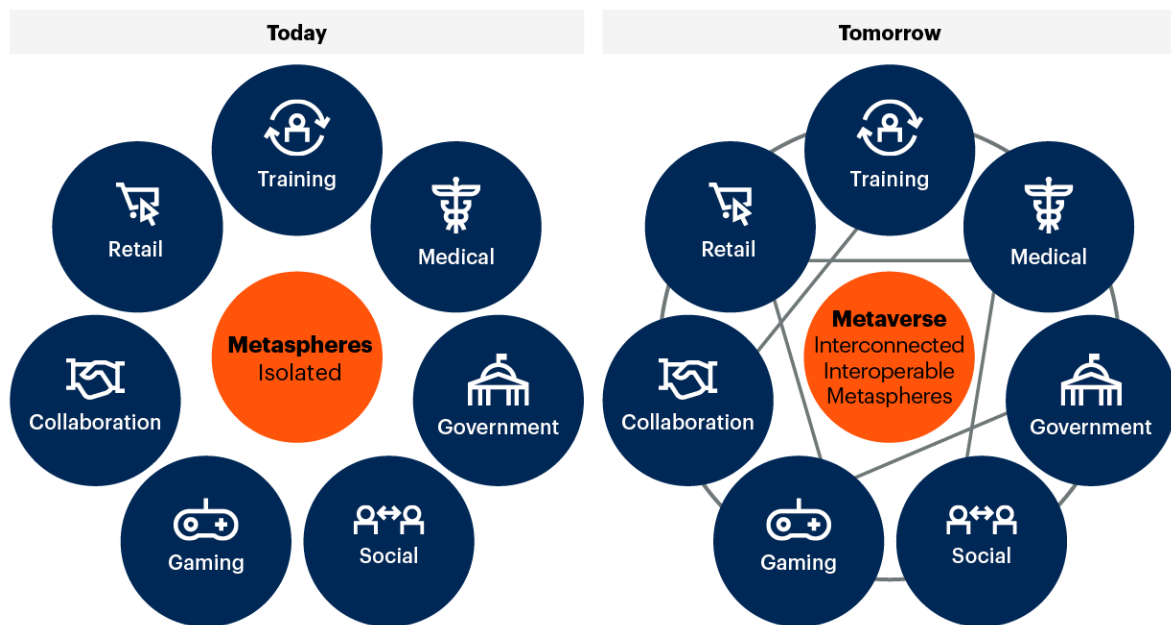 Today
Training
Retail
Medical
Metaspheres
Isolated
Collaboration
Government
Gaming
Social
Tomorrow
Training
Retail
Medical
Metaverse
Interconnected
Interoperable
Metaspheres
Collaboration
Government
Gaming
Social